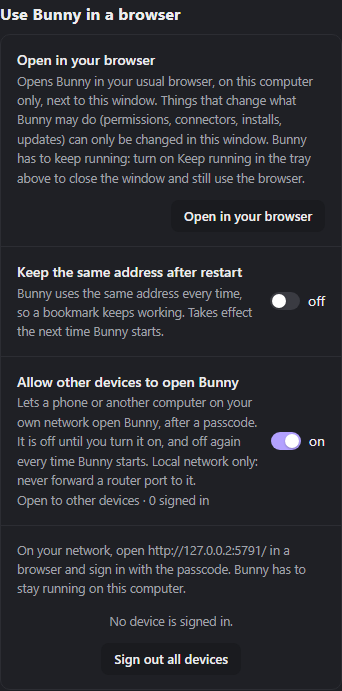 Use Bunny in a browser
Open in your browser
Opens Bunny in your usual browser, on this computer
only, next to this window. Things that change what
Bunny may do (permissions, connectors, installs,
updates) can only be changed in this window. Bunny
has to keep running: turn on Keep running in the tray
above to close the window and still use the browser.
Open in your browser
Keep the same address after restart
Bunny uses the same address every time,
so a bookmark keeps working. Takes effect
the next time Bunny starts.
off
Allow other devices to open Bunny
Lets a phone or another computer on your
own network open Bunny, after a passcode.
It is off until you turn it on, and off again
every time Bunny starts. Local network only:
never forward a router port to it.
on
Open to other devices · 0 signed in
On your network, open http://127.0.0.2:5791/ in a
browser and sign in with the passcode. Bunny has to
stay running on this computer.
No device is signed in.
Sign out all devices